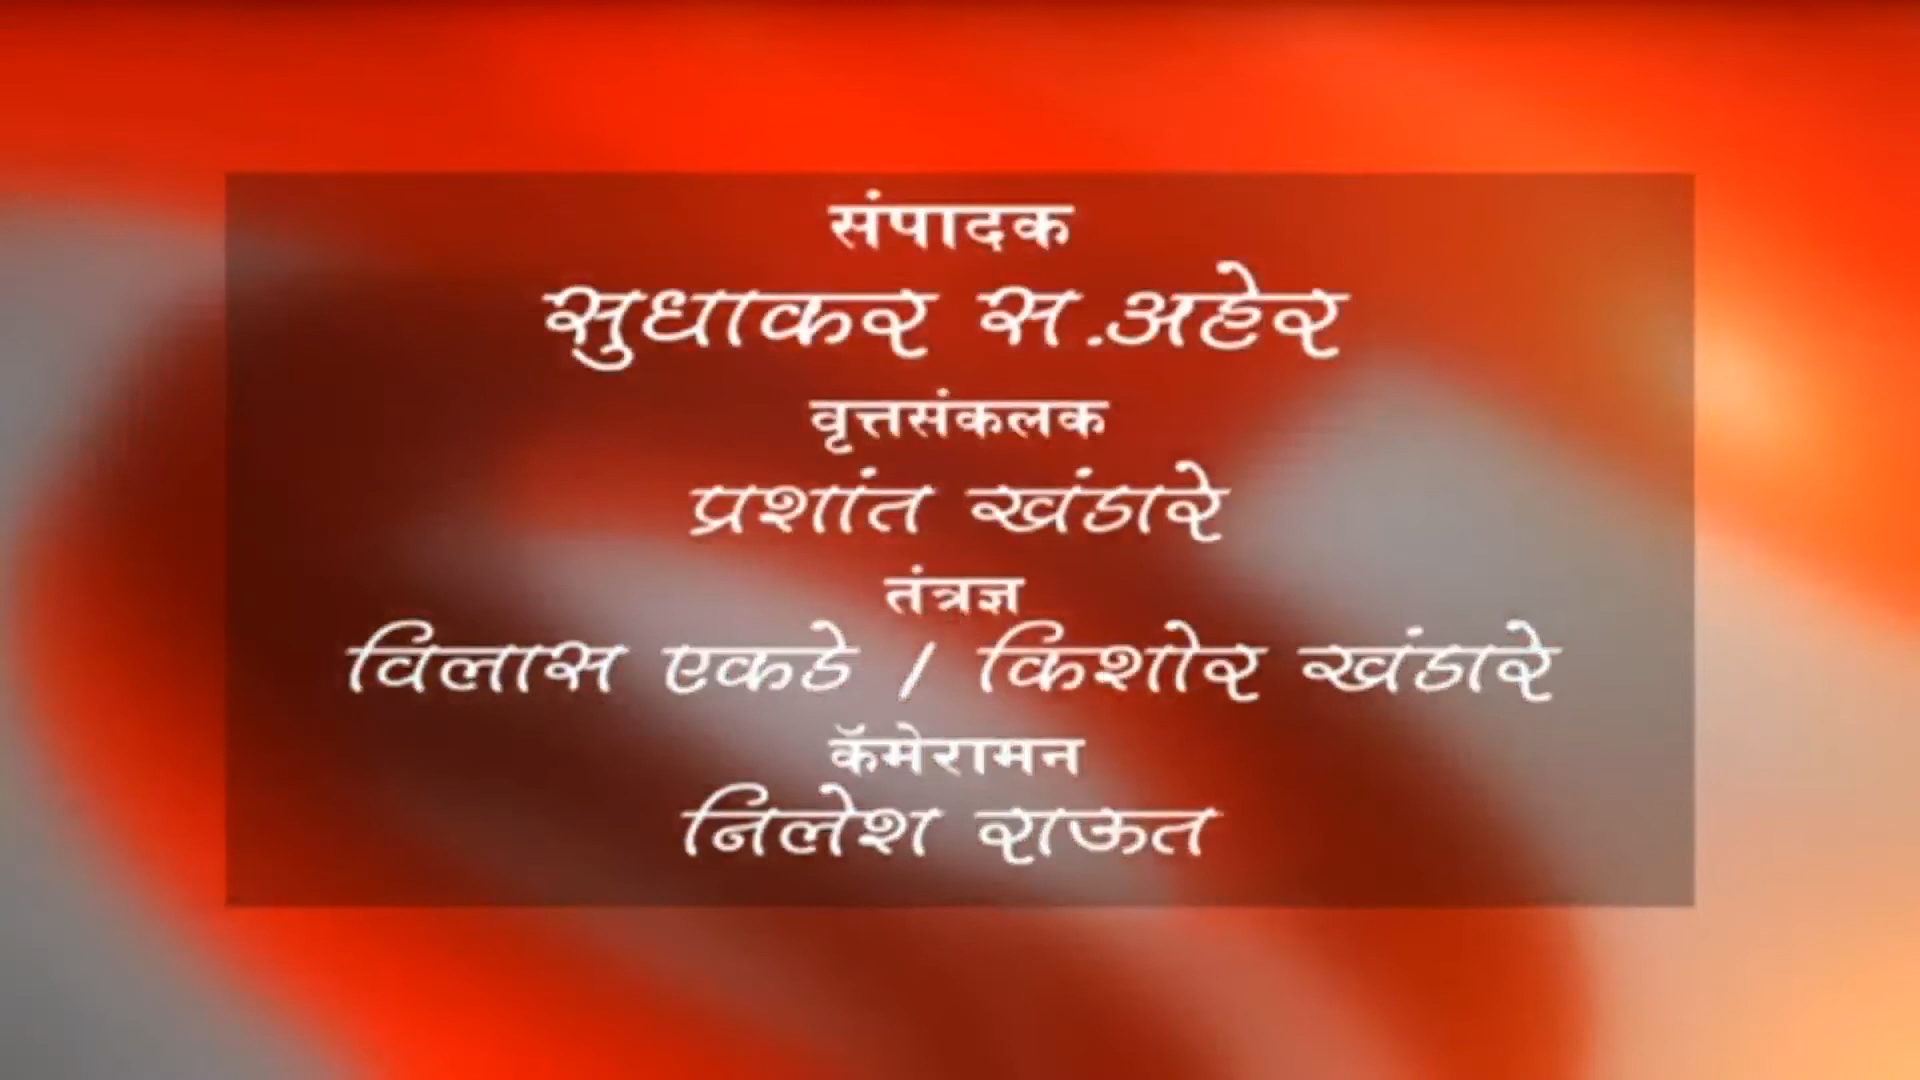 संपादक
सुधाकर स.अहेर
वृत्तसंकलक
प्रशांत खंडारे
तंत्रज्ञ
विलास एकडे / किशोर खंडारे
कॅमेरामन
निलेश राऊत